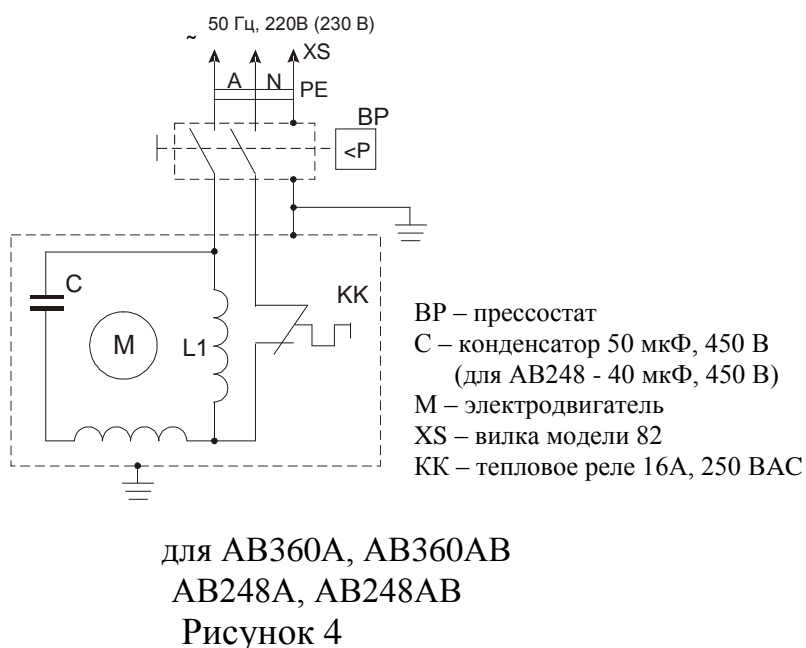 50 Гц, 220В (230 В)
~
XS
A N PE
BP
<P
C
KK
M
L1
ВР – прессостат
С – конденсатор 50 мкФ, 450 В
(для АВ248 - 40 мкФ, 450 В)
М – электродвигатель
XS – вилка модели 82
КК – тепловое реле 16А, 250 ВАС
для АВ360А, АВ360АВ
АВ248А, АВ248АВ
Рисунок 4